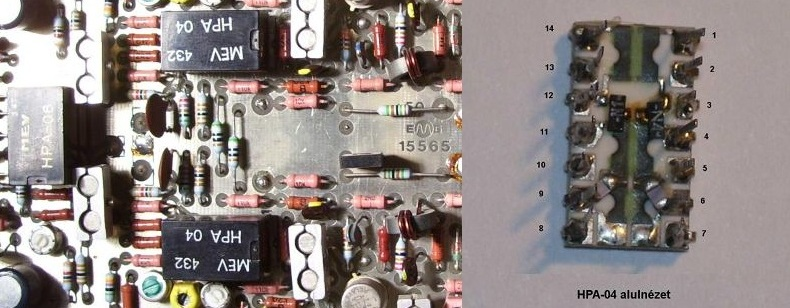 HPA 04
MEV
432
MEV
HPA-08
EMG
15565
HPA 04
MEV
432
14
13
12
11
10
9
8
1
2
3
4
5
6
7
HPA-04 alulnézet